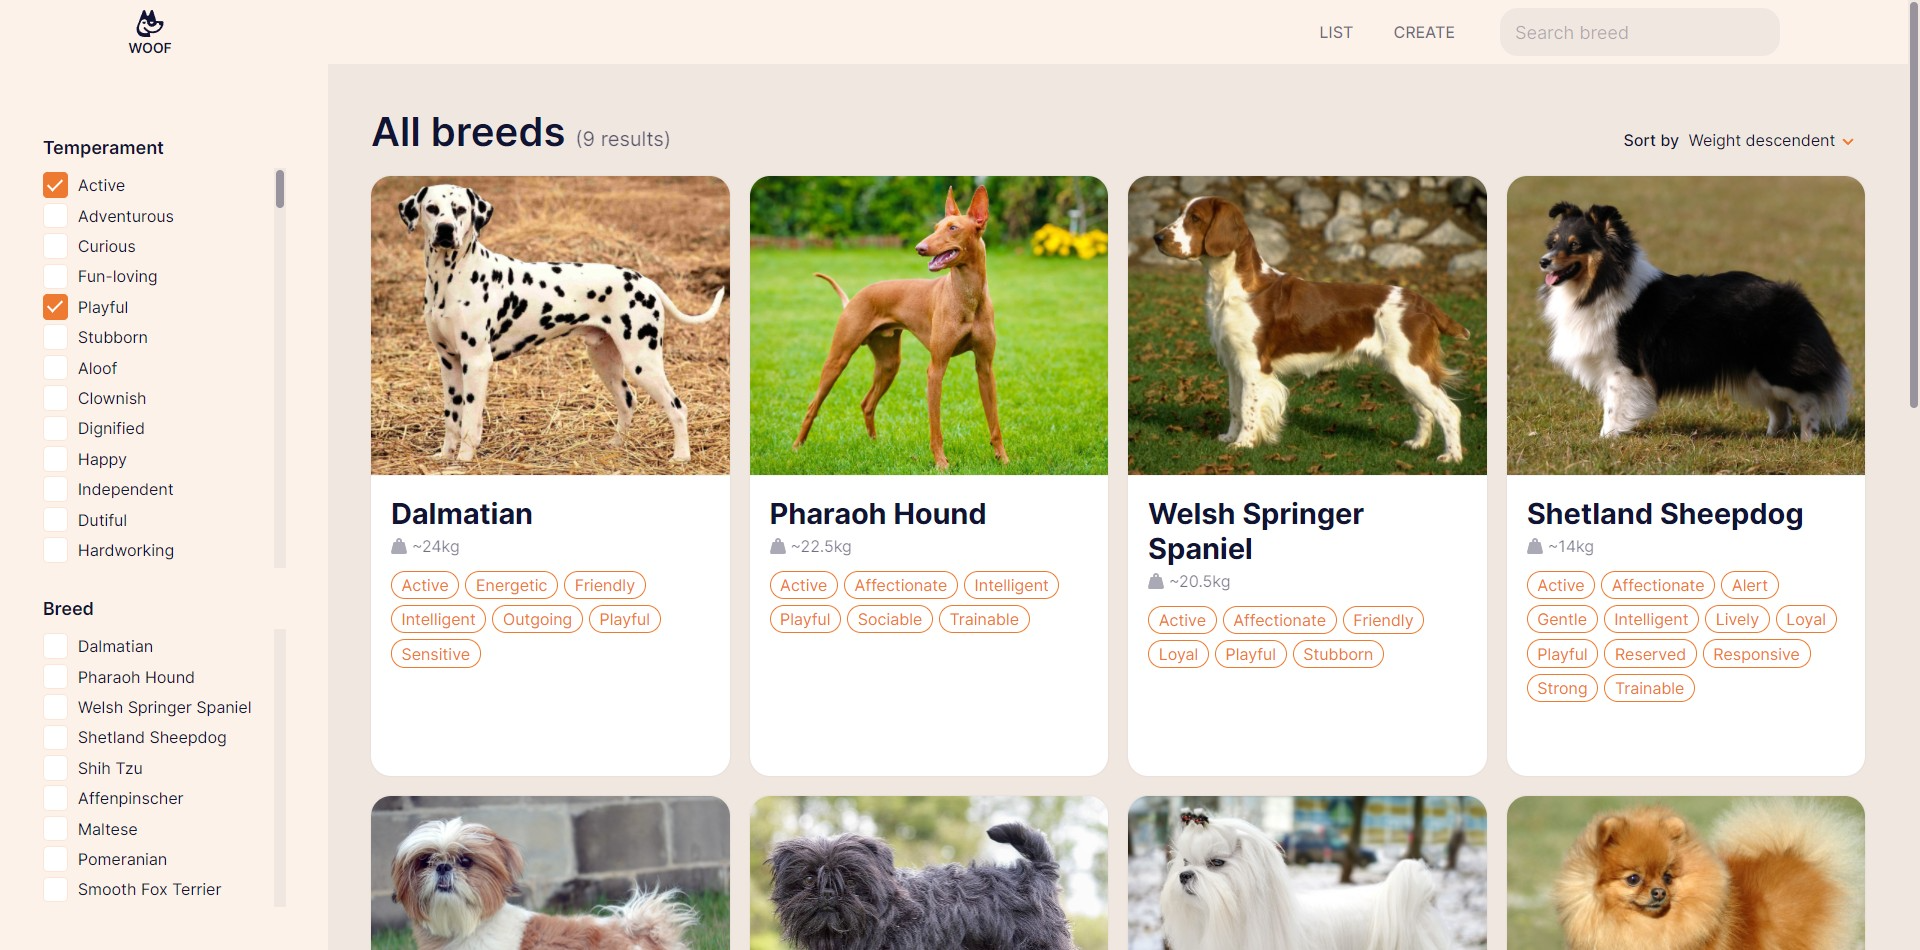 WOOF
LIST
CREATE
Search breed
Temperament
Active
Adventurous
Curious
Fun-loving
Playful
Stubborn
Aloof
Clownish
Dignified
Happy
Independent
Dutiful
Hardworking
Breed
Dalmatian
Pharaoh Hound
Welsh Springer Spaniel
Shetland Sheepdog
Shih Tzu
Affenpinscher
Maltese
Pomeranian
Smooth Fox Terrier
All breeds (9 results)
Sort by Weight descendent
Dalmatian
~24kg
Active Energetic Friendly
Intelligent Outgoing Playful
Sensitive
Pharaoh Hound
~22.5kg
Active Affectionate Intelligent
Playful Sociable Trainable
Welsh Springer
Spaniel
~20.5kg
Active Affectionate Friendly
Loyal Playful Stubborn
Shetland Sheepdog
~14kg
Active Affectionate Alert
Gentle Intelligent Lively Loyal
Playful Reserved Responsive
Strong Trainable